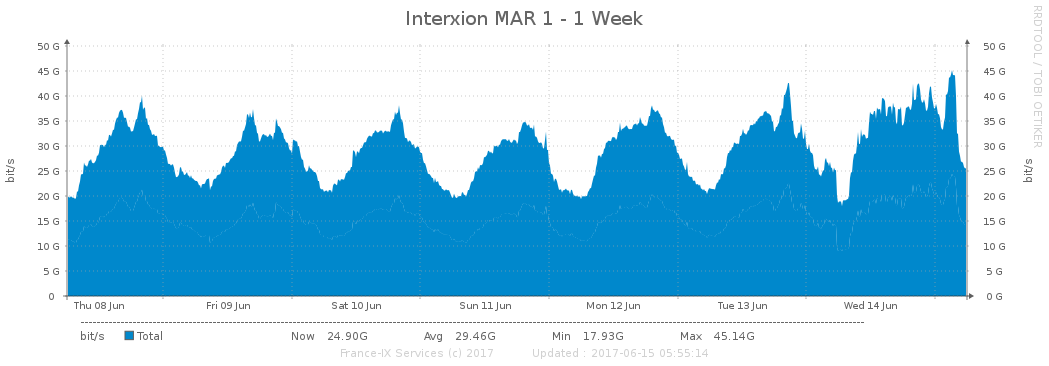 Interxion MAR 1 - 1 Week
RRDTOOL / TOBI OETIKER
50 G 50 G
45 G 45 G
40 G 40 G
35 G 35 G
30 G 30 G
25 G 25 G
20 G 20 G
15 G 15 G
10 G 10 G
5 G 5 G
0 0 G
bit/s
bit/s
Thu 08 Jun Fri 09 Jun Sat 10 Jun Sun 11 Jun Mon 12 Jun Tue 13 Jun Wed 14 Jun
bit/s Total Now 24.90G Avg 29.46G Min 17.93G Max 45.14G
France-IX Services (c) 2017 Updated : 2017-06-15 05:55:14